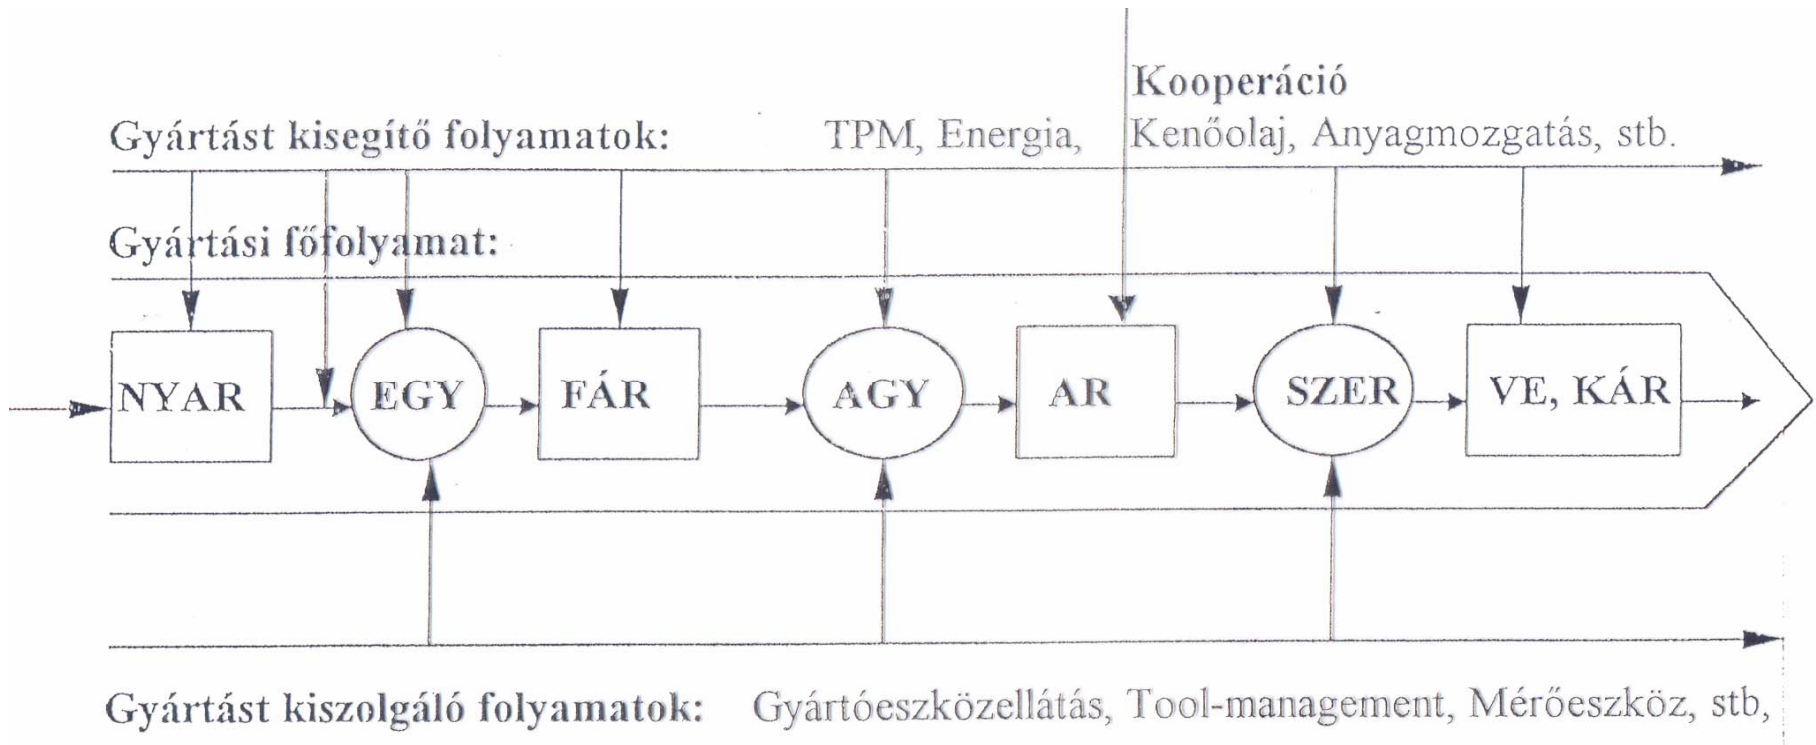 Kooperáció
Gyártást kisegítő folyamatok: TPM, Energia, Kenőolaj, Anyagmozgatás, stb.
Gyártási főfolyamat:
NYAR EGY FÁR AGY AR SZER VE, KÁR
Gyártást kiszolgáló folyamatok: Gyártóeszközellátás, Tool-management, Mérőeszköz, stb,